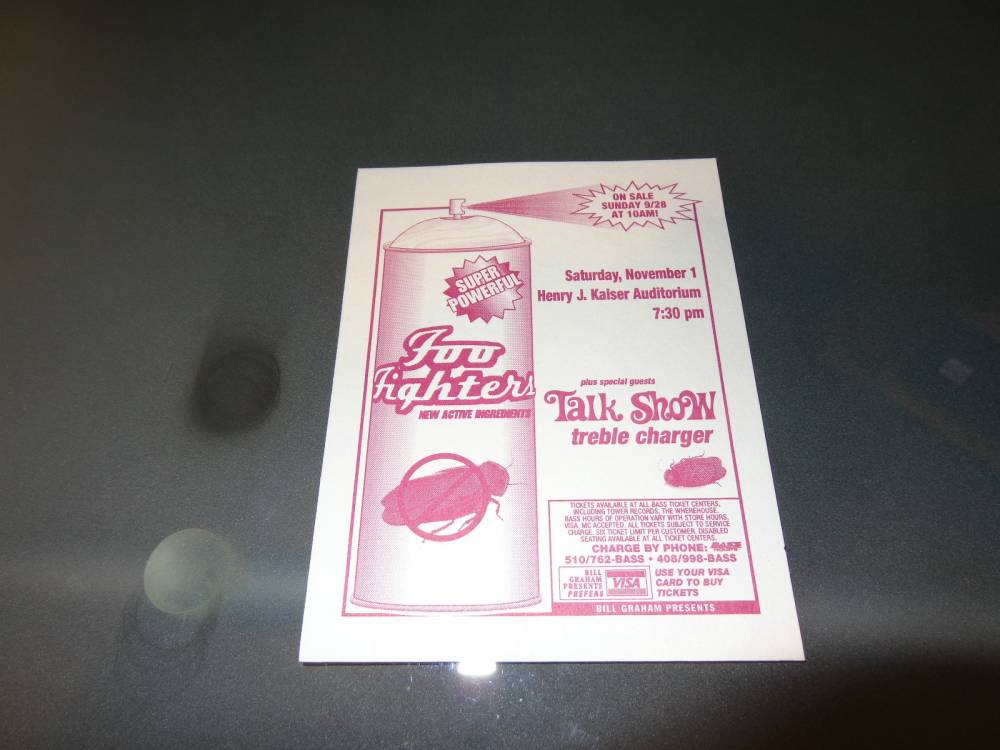 ON SALE
SUNDAY 9/28
AT 10AM!
SUPER
POWERFUL
Saturday, November 1
Henry J. Kaiser Auditorium
7:30 pm
Foo
Fighters
NEW ACTIVE INGREDIENTS
plus special guests
Talk Show
treble charger
TICKETS AVAILABLE AT ALL BASS TICKET CENTERS,
INCLUDING TOWER RECORDS, THE WHEREHOUSE.
BASS HOURS OF OPERATION VARY WITH STORE HOURS.
VISA, MC ACCEPTED. ALL TICKETS SUBJECT TO SERVICE
CHARGE. SIX TICKET LIMIT PER CUSTOMER. DISABLED
SEATING AVAILABLE AT ALL TICKET CENTERS.
CHARGE BY PHONE: BASS
510/762-BASS • 408/998-BASS
BILL
GRAHAM
PRESENTS
PREFERS
VISA
USE YOUR VISA
CARD TO BUY
TICKETS
BILL GRAHAM PRESENTS